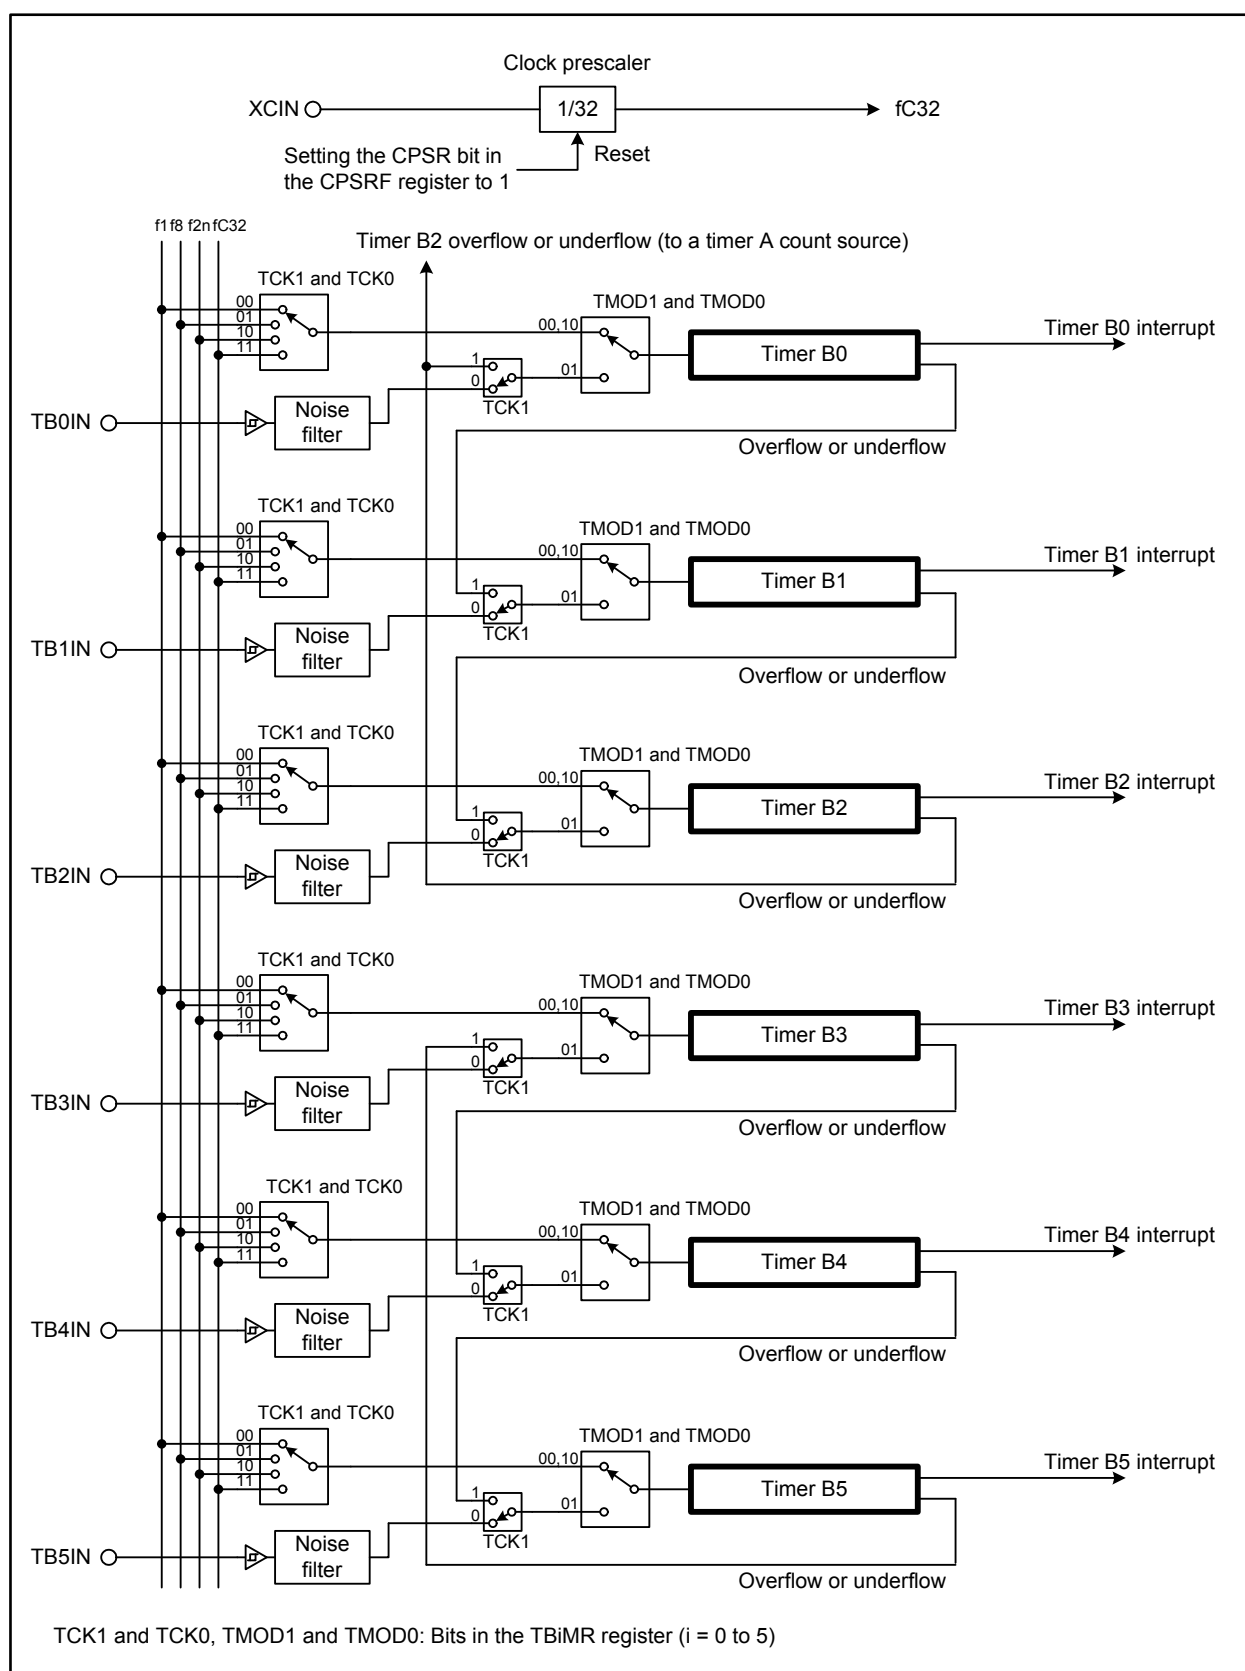 Clock prescaler
XCIN 1/32 fC32
Setting the CPSR bit in
the CPSRF register to 1
Reset
f1 f8 f2n fC32
Timer B2 overflow or underflow (to a timer A count source)
TCK1 and TCK0
00
01
10
11
TMOD1 and TMOD0
00,10
01
1
0
TCK1
Timer B0
Timer B0 interrupt
TB0IN
Noise
filter
Overflow or underflow
TCK1 and TCK0
00
01
10
11
TMOD1 and TMOD0
00,10
01
1
0
TCK1
Timer B1
Timer B1 interrupt
TB1IN
Noise
filter
Overflow or underflow
TCK1 and TCK0
00
01
10
11
TMOD1 and TMOD0
00,10
01
1
0
TCK1
Timer B2
Timer B2 interrupt
TB2IN
Noise
filter
Overflow or underflow
TCK1 and TCK0
00
01
10
11
TMOD1 and TMOD0
00,10
01
1
0
TCK1
Timer B3
Timer B3 interrupt
TB3IN
Noise
filter
Overflow or underflow
TCK1 and TCK0
00
01
10
11
TMOD1 and TMOD0
00,10
01
1
0
TCK1
Timer B4
Timer B4 interrupt
TB4IN
Noise
filter
Overflow or underflow
TCK1 and TCK0
00
01
10
11
TMOD1 and TMOD0
00,10
01
1
0
TCK1
Timer B5
Timer B5 interrupt
TB5IN
Noise
filter
Overflow or underflow
TCK1 and TCK0, TMOD1 and TMOD0: Bits in the TBiMR register (i = 0 to 5)